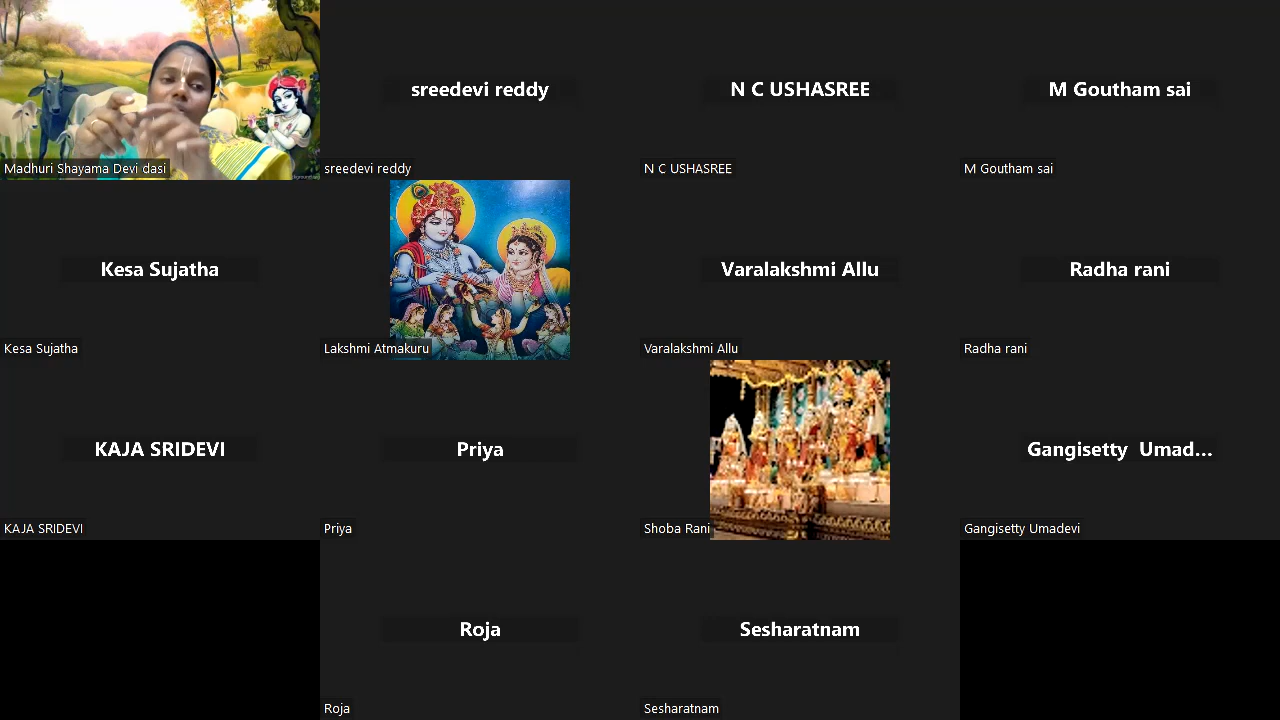 Madhuri Shayama Devi dasi
sreedevi reddy
sreedevi reddy
N C USHASREE
N C USHASREE
M Goutham sai
M Goutham sai
Kesa Sujatha
Kesa Sujatha
Lakshmi Atmakuru
Varalakshmi Allu
Varalakshmi Allu
Radha rani
Radha rani
KAJA SRIDEVI
KAJA SRIDEVI
Priya
Priya
Shoba Rani
Gangisetty Umad...
Gangisetty Umadevi
Roja
Roja
Sesharatnam
Sesharatnam